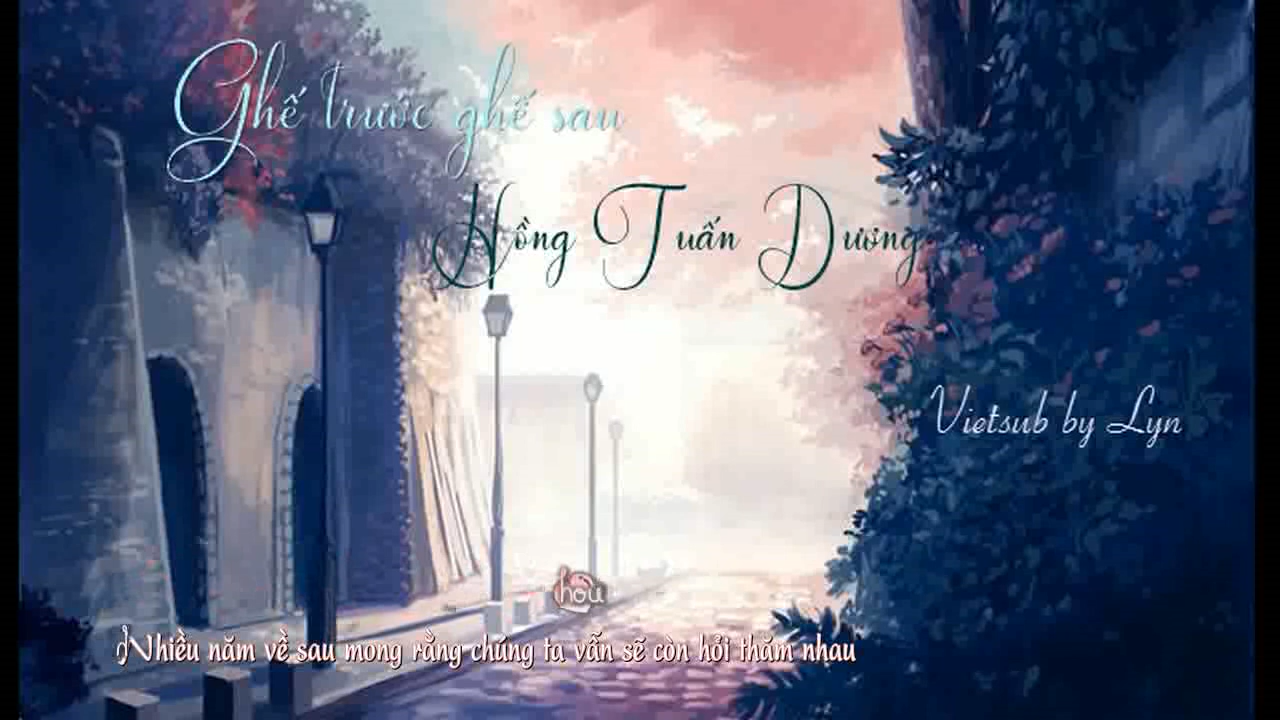 Ghế trước ghế sau
Hồng Tuấn Dương
Vietsub by Lyn
hou
Nhiều năm về sau mong rằng chúng ta vẫn sẽ còn hỏi thăm nhau